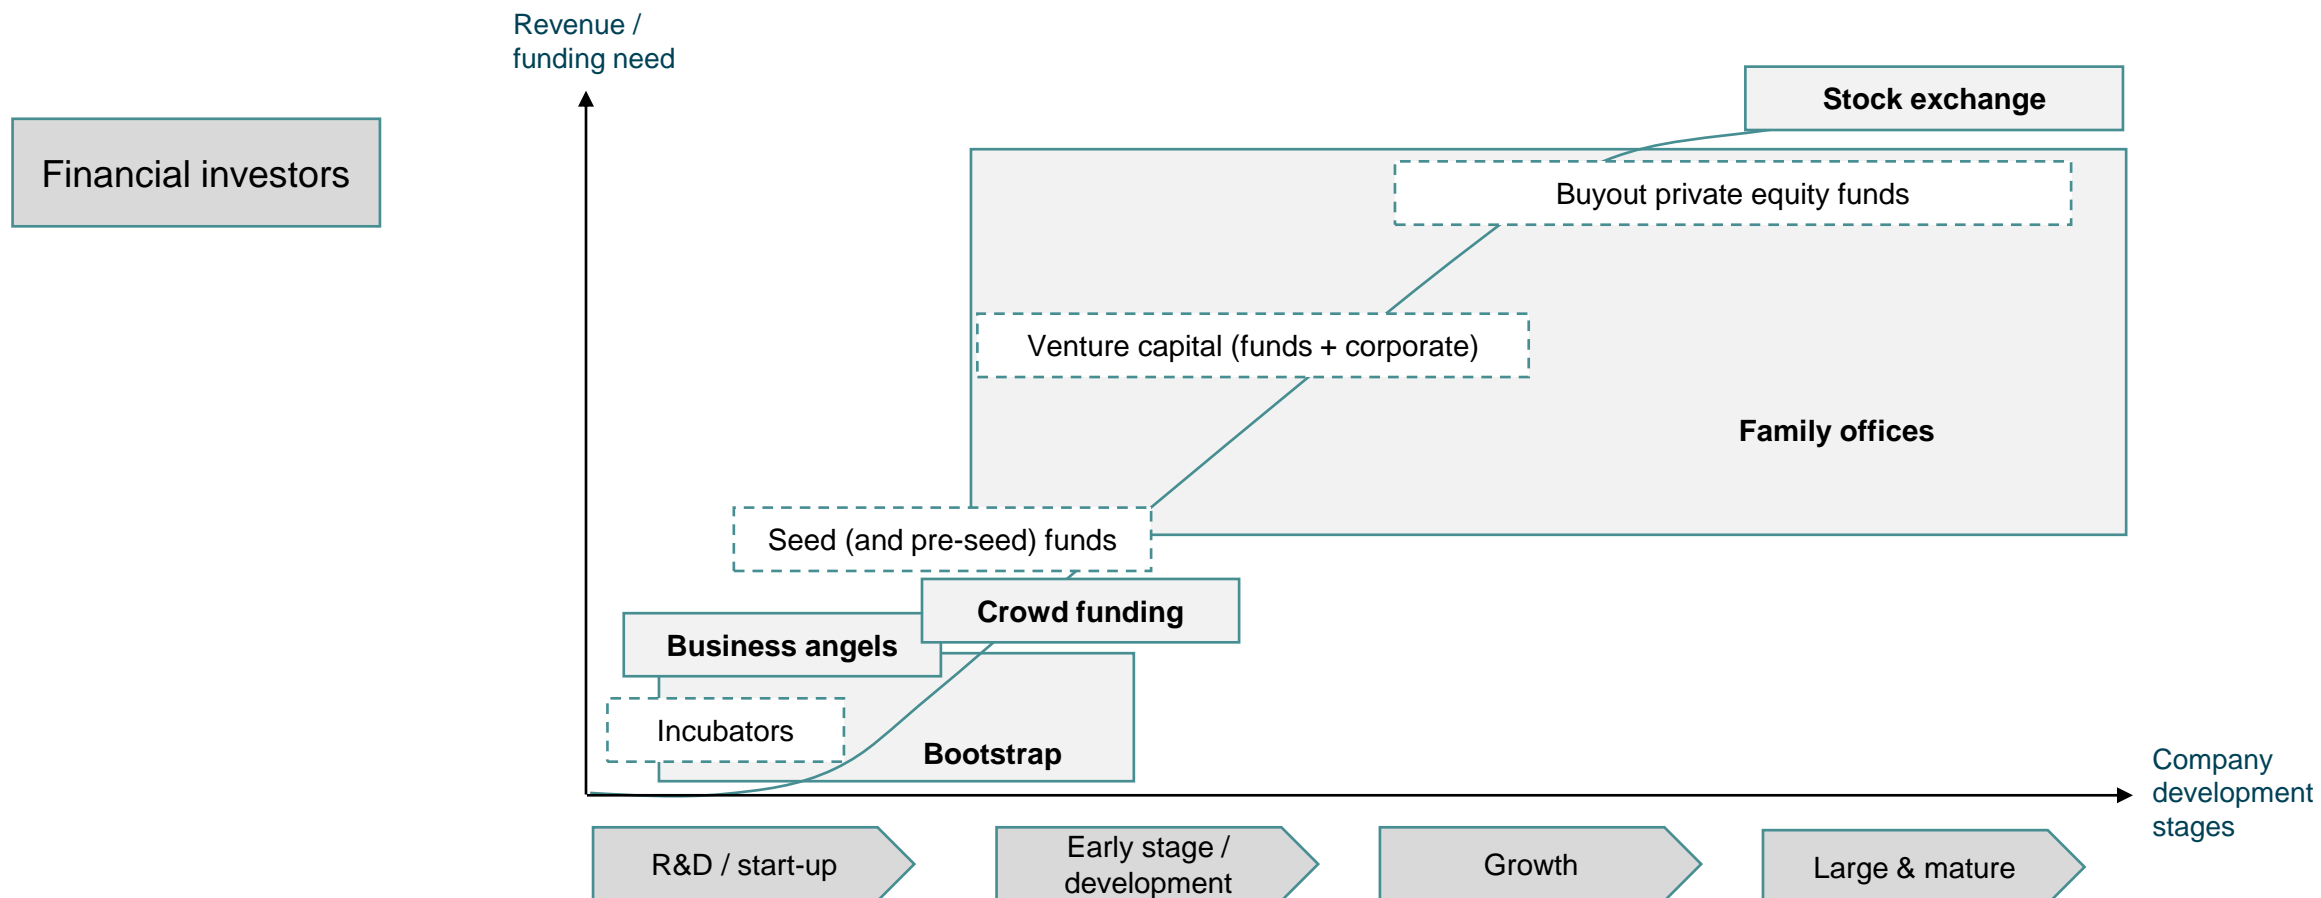 Revenue /
funding need
Stock exchange
Financial investors
Buyout private equity funds
Venture capital (funds + corporate)
Family offices
Seed (and pre-seed) funds
Crowd funding
Business angels
Incubators
Bootstrap
Company
development
stages
R&D / start-up
Early stage /
development
Growth
Large & mature